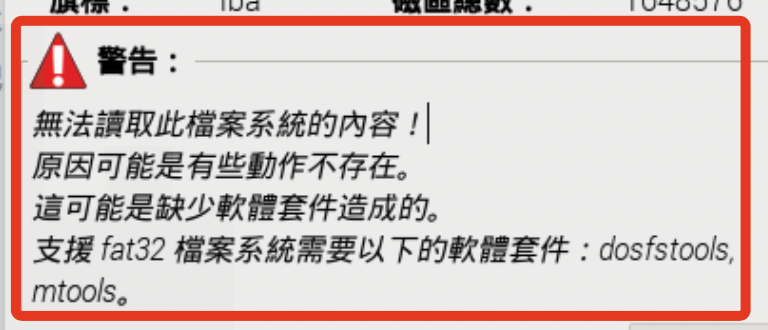 旗標： lba 磁區總數： 1048576
警告：
無法讀取此檔案系統的內容！
原因可能是有些動作不存在。
這可能是缺少軟體套件造成的。
支援 fat32 檔案系統需要以下的軟體套件：dosfstools,
mtools。